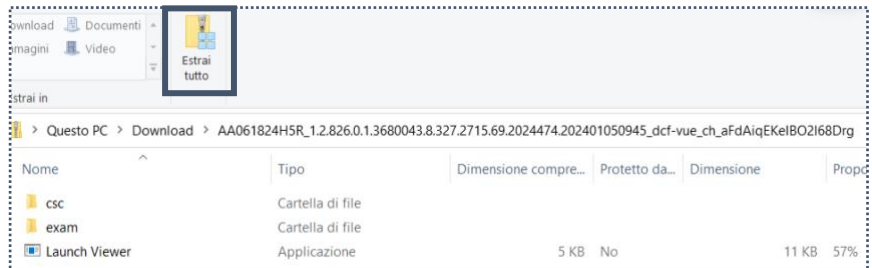 ownload Documenti
magini Video
Estrai
tutto
strai in
> Questo PC > Download > AA061824H5R_1.2.826.0.1.3680043.8.327.2715.69.2024474.202401050945_dcf-vue_ch_aFdAiqEKeIBO2I68Drg
Nome Tipo Dimensione compre... Protetto da... Dimensione Propo
csc Cartella di file
exam Cartella di file
Launch Viewer Applicazione 5 KB No 11 KB 57%